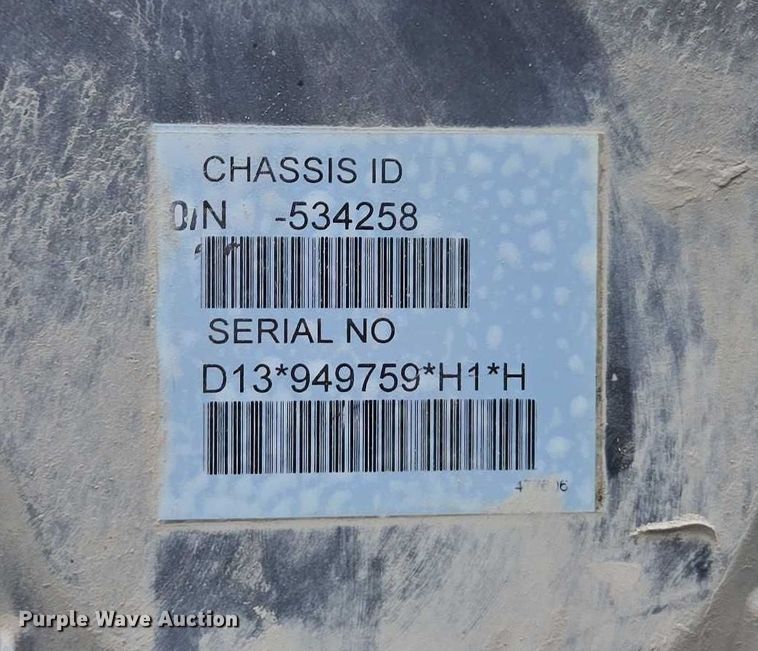 CHASSIS ID
/N -534258
SERIAL NO
D13*949759*H1*H
Purple Wave Auction